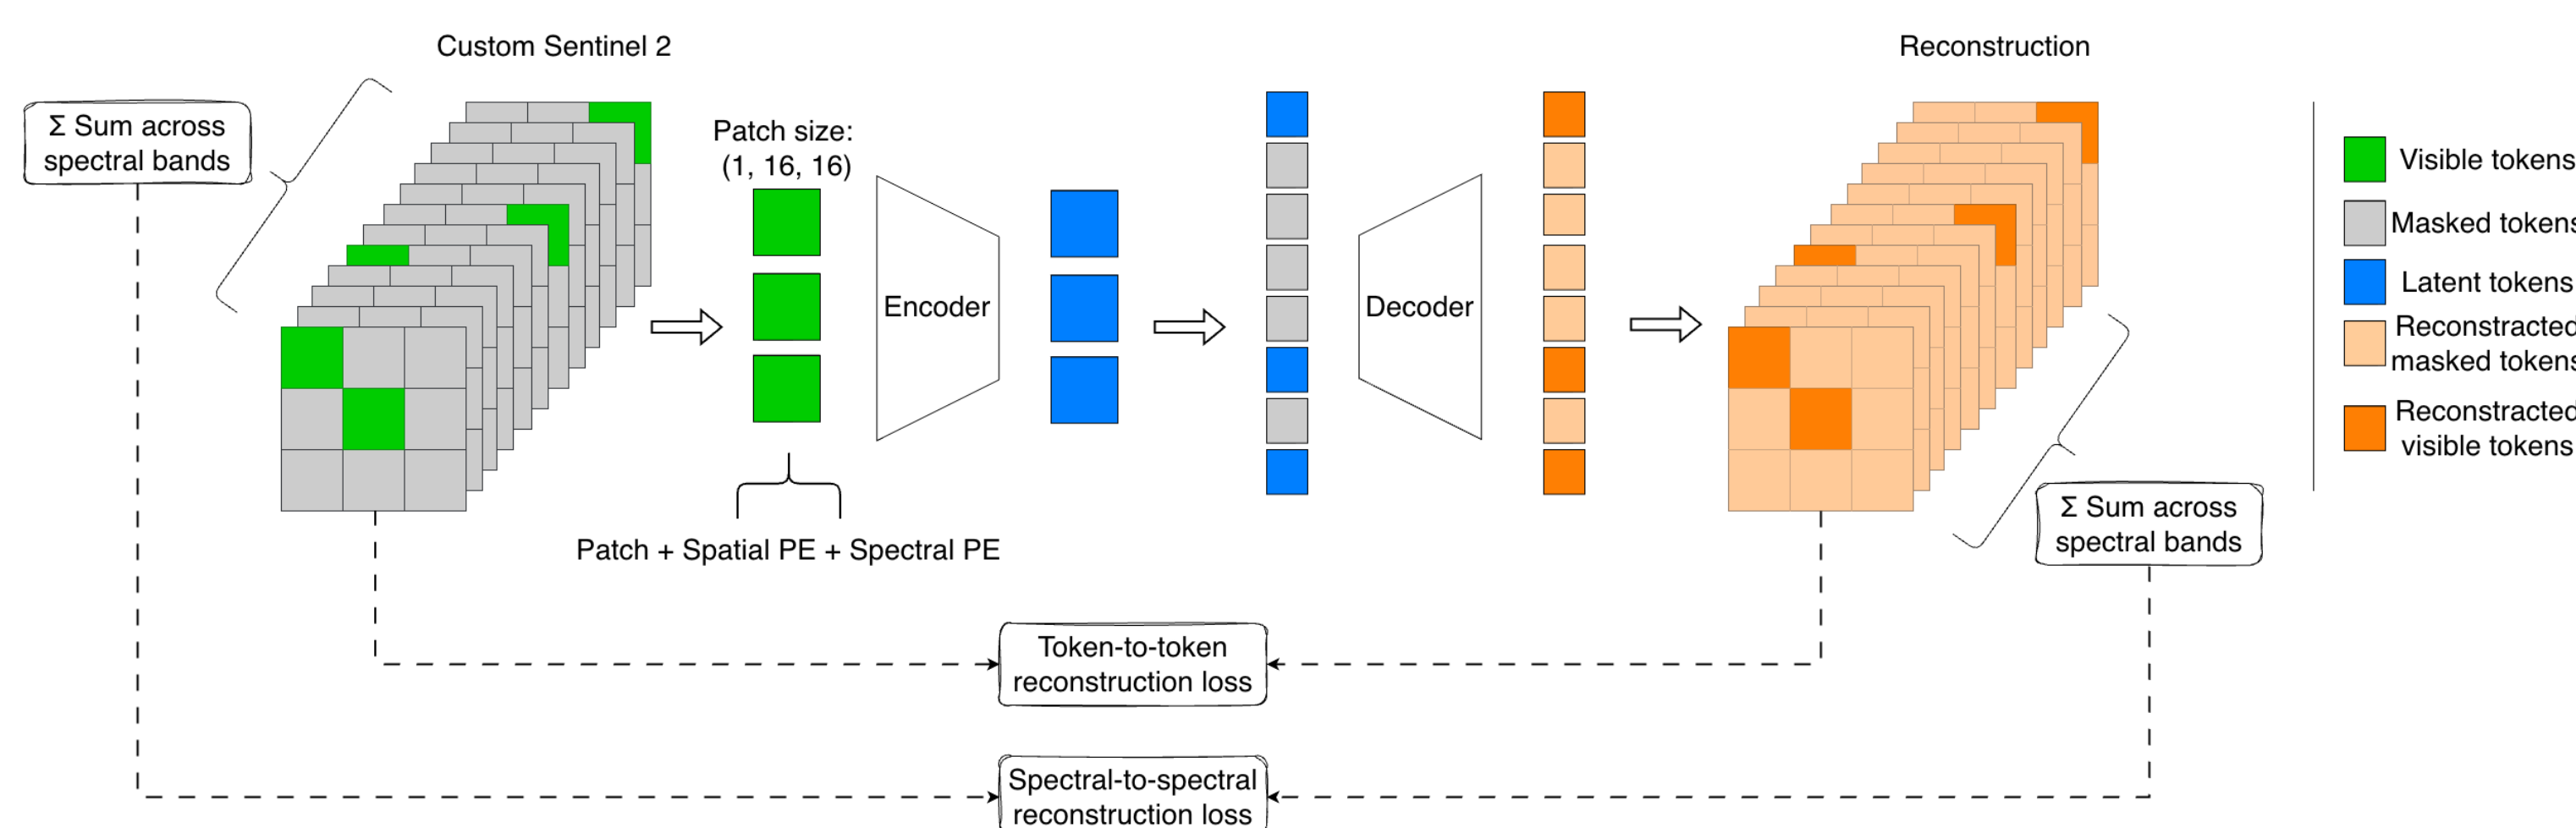 Custom Sentinel 2
Reconstruction
Σ Sum across
spectral bands
Patch size:
(1, 16, 16)
Encoder
Decoder
Patch + Spatial PE + Spectral PE
Σ Sum across
spectral bands
Token-to-token
reconstruction loss
Spectral-to-spectral
reconstruction loss
Visible tokens
Masked tokens
Latent tokens
Reconstracted
masked tokens
Reconstracted
visible tokens